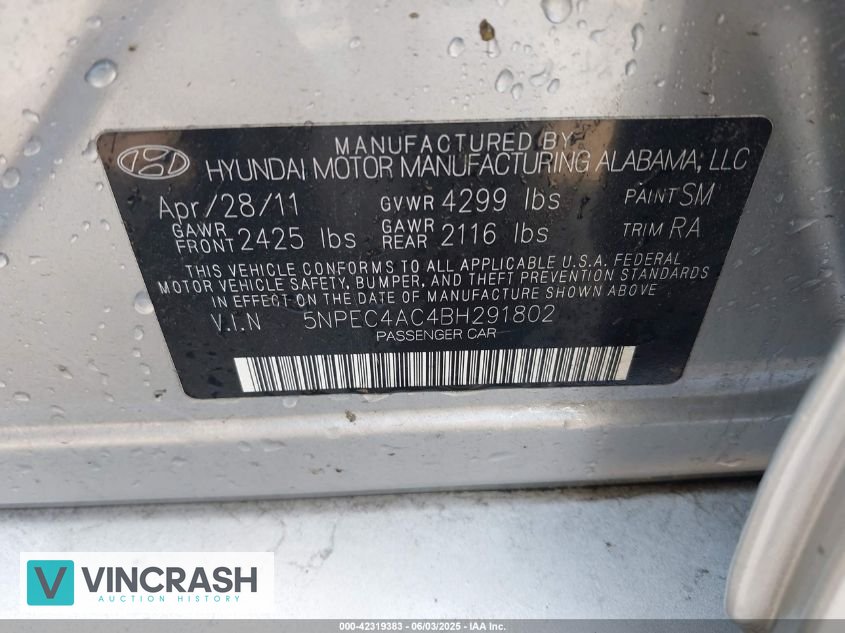 MANUFACTURED BY
HYUNDAI MOTOR MANUFACTURING ALABAMA, LLC
Apr/28/11 GVWR 4299 lbs PAINT SM
GAWR FRONT 2425 lbs GAWR REAR 2116 lbs TRIM RA
THIS VEHICLE CONFORMS TO ALL APPLICABLE U.S.A. FEDERAL
MOTOR VEHICLE SAFETY, BUMPER, AND THEFT PREVENTION STANDARDS
IN EFFECT ON THE DATE OF MANUFACTURE SHOWN ABOVE.
V.I.N 5NPEC4AC4BH291802
PASSENGER CAR
V VINCRASH
AUCTION HISTORY
000-42319383 06/03/2025 - IAA Inc.